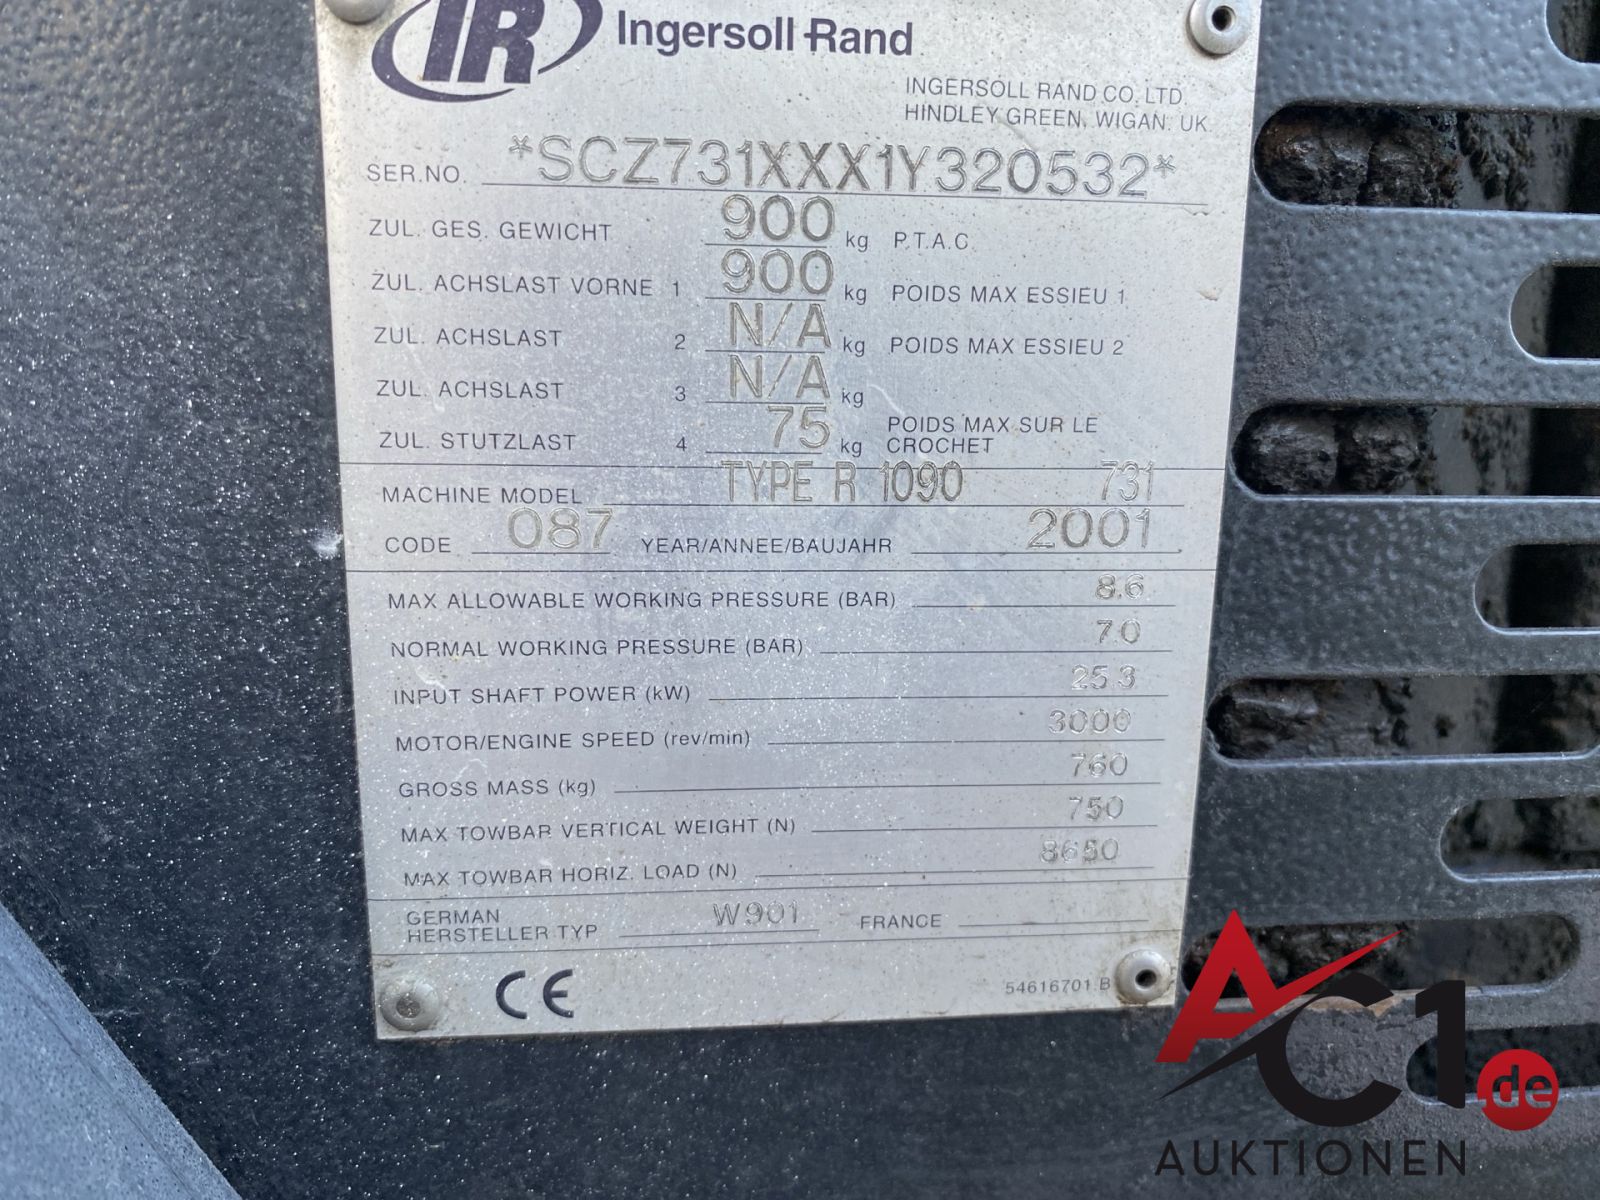 IR Ingersoll-Rand
INGERSOLL RAND CO. LTD.
HINDLEY GREEN, WIGAN. UK.
SER.NO. *SCZ731XXX1Y320532*
ZUL. GES. GEWICHT 900 kg P.T.A.C.
ZUL. ACHSLAST VORNE 1 900 kg POIDS MAX ESSIEU 1
ZUL. ACHSLAST 2 N/A kg POIDS MAX ESSIEU 2
ZUL. ACHSLAST 3 N/A kg
ZUL. STUTZLAST 4 75 kg POIDS MAX SUR LE CROCHET
MACHINE MODEL TYPE R 1090 731
CODE 087 YEAR/ANNEE/BAUJAHR 2001
MAX ALLOWABLE WORKING PRESSURE (BAR) 8.6
NORMAL WORKING PRESSURE (BAR) 7.0
INPUT SHAFT POWER (kW) 25.3
MOTOR/ENGINE SPEED (rev/min) 3000
GROSS MASS (kg) 760
MAX TOWBAR VERTICAL WEIGHT (N) 750
MAX TOWBAR HORIZ. LOAD (N) 8650
GERMAN
HERSTELLER TYP W901 FRANCE
CE 54616701 B
AC1.de
AUKTIONEN